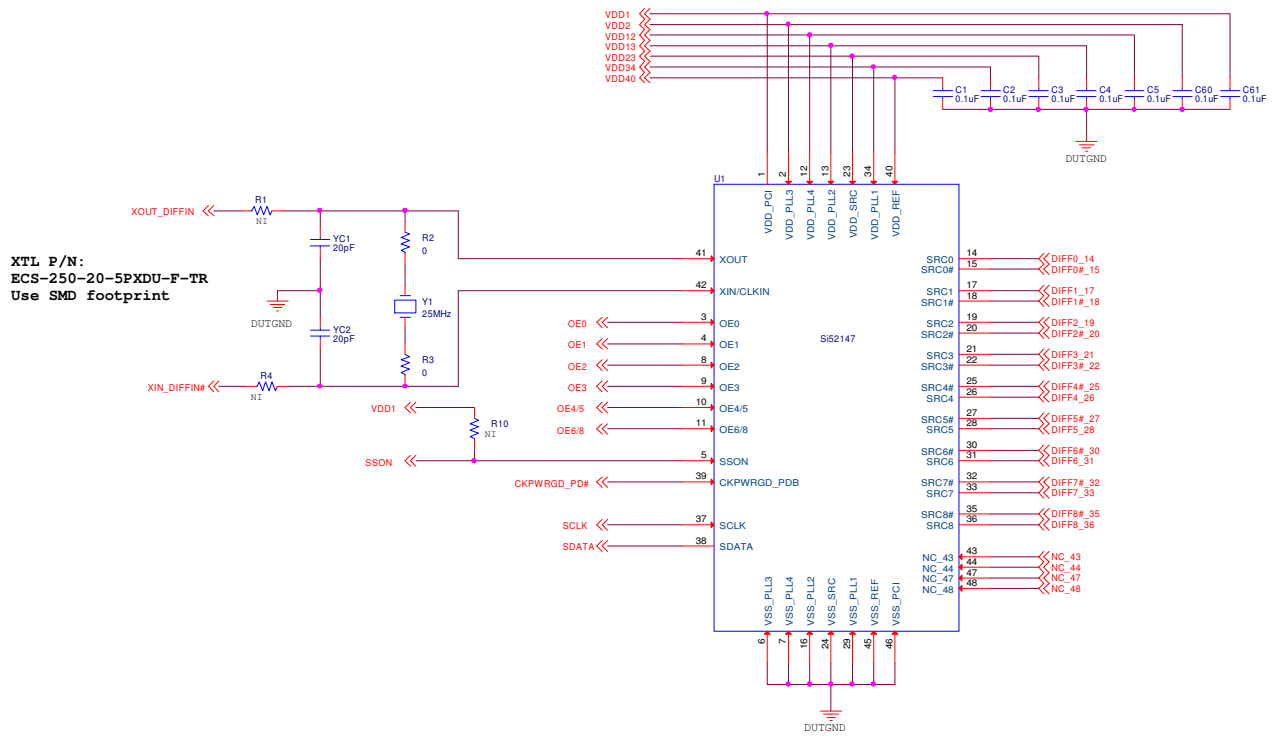 VDD1
VDD2
VDD12
VDD13
VDD23
VDD34
VDD40
C1
0.1uF
C2
0.1uF
C3
0.1uF
C4
0.1uF
C5
0.1uF
C60
0.1uF
C61
0.1uF
DUTGND
U1
1
2
12
13
23
34
40
VDD_PCI
VDD_PLL3
VDD_PLL4
VDD_PLL2
VDD_SRC
VDD_PLL1
VDD_REF
XOUT_DIFFIN
R1
NI
YC1
20pF
R2
0
XTL P/N:
ECS-250-20-5PXDU-F-TR
Use SMD footprint
DUTGND
Y1
25MHz
YC2
20pF
R3
0
XIN_DIFFIN#
R4
NI
VDD1
R10
NI
41 XOUT
42 XIN/CLKIN
OE0 3 OE0
OE1 4 OE1
OE2 8 OE2
OE3 9 OE3
OE4/5 10 OE4/5
OE6/8 11 OE6/8
SSON 5 SSON
CKPWRGD_PD# 39 CKPWRGD_PDB
SCLK 37 SCLK
SDATA 38 SDATA
Si52147
SRC0 14 DIFF0_14
SRC0# 15 DIFF0#_15
SRC1 17 DIFF1_17
SRC1# 18 DIFF1#_18
SRC2 19 DIFF2_19
SRC2# 20 DIFF2#_20
SRC3 21 DIFF3_21
SRC3# 22 DIFF3#_22
SRC4# 25 DIFF4#_25
SRC4 26 DIFF4_26
SRC5# 27 DIFF5#_27
SRC5 28 DIFF5_28
SRC6# 30 DIFF6#_30
SRC6 31 DIFF6_31
SRC7# 32 DIFF7#_32
SRC7 33 DIFF7_33
SRC8# 35 DIFF8#_35
SRC8 36 DIFF8_36
NC_43 43 NC_43
NC_44 44 NC_44
NC_47 47 NC_47
NC_48 48 NC_48
VSS_PLL3
VSS_PLL4
VSS_PLL2
VSS_SRC
VSS_PLL1
VSS_REF
VSS_PCI
6
7
16
24
29
45
46
DUTGND